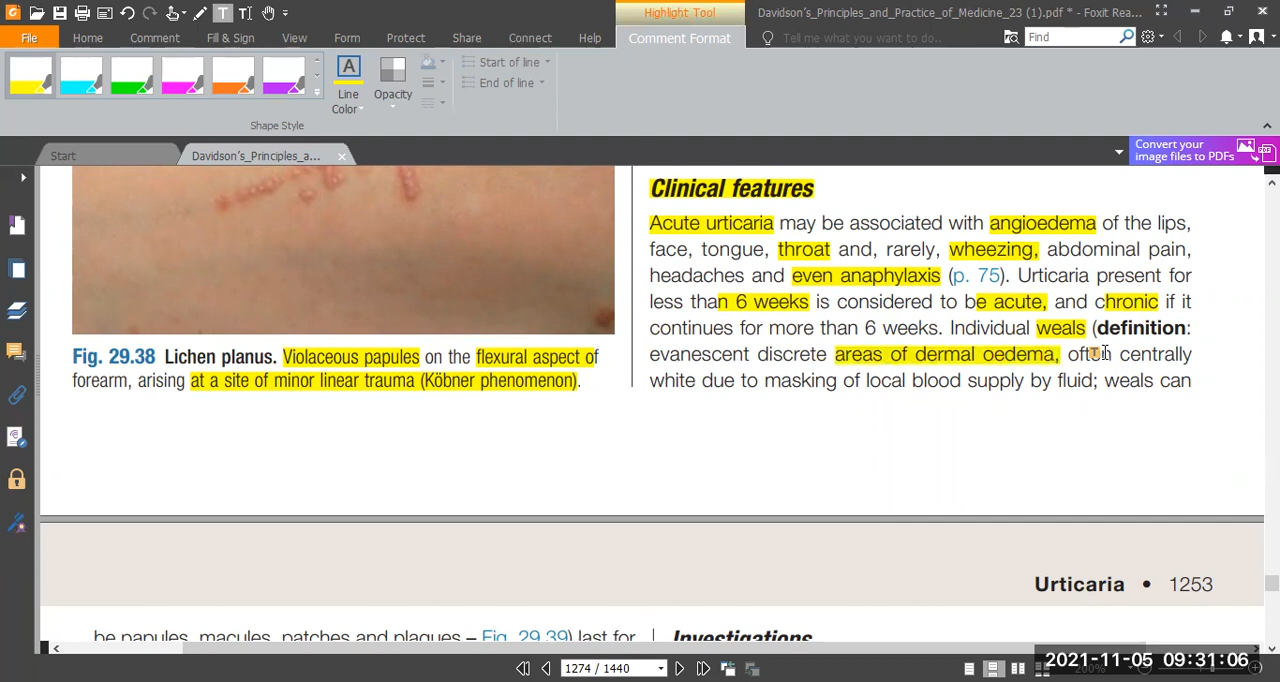 Highlight Tool
Davidson's_Principles_and_Practice_of_Medicine_23 (1).pdf * - Foxit Rea...
File
Home
Comment
Fill & Sign
View
Form
Protect
Share
Connect
Help
Comment Format
Tell me what you want to do..
Find
Line
Color
Opacity
Start of line
End of line
Shape Style
Start
Davidson's_Principles_a...
Convert your
image files to PDFs
Clinical features
Acute urticaria may be associated with angioedema of the lips,
face, tongue, throat and, rarely, wheezing, abdominal pain,
headaches and even anaphylaxis (p. 75). Urticaria present for
less than 6 weeks is considered to be acute, and chronic if it
continues for more than 6 weeks. Individual weals (definition:
evanescent discrete areas of dermal oedema, often centrally
white due to masking of local blood supply by fluid; weals can
Fig. 29.38 Lichen planus. Violaceous papules on the flexural aspect of
forearm, arising at a site of minor linear trauma (Köbner phenomenon).
Urticaria • 1253
be papules, macules, patches and plaques – Fig. 29.39) last for
Investigations
1274 / 1440
2021-11-05 09:31:06
200%